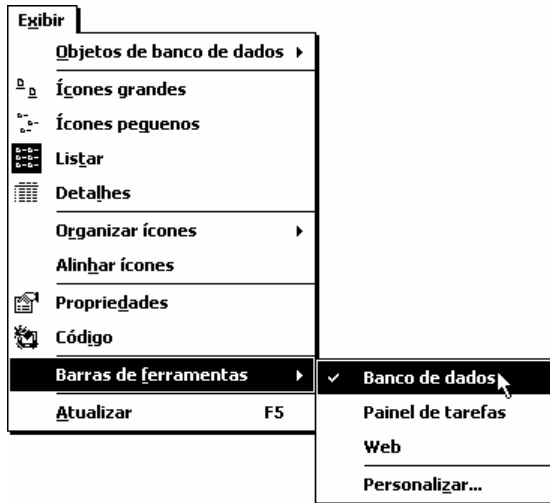 Exibir
Objetos de banco de dados
Ícones grandes
Ícones pequenos
Listar
Detalhes
Organizar ícones
Alinhar ícones
Propriedades
Código
Barras de ferramentas
Atualizar F5
Banco de dados
Painel de tarefas
Web
Personalizar...